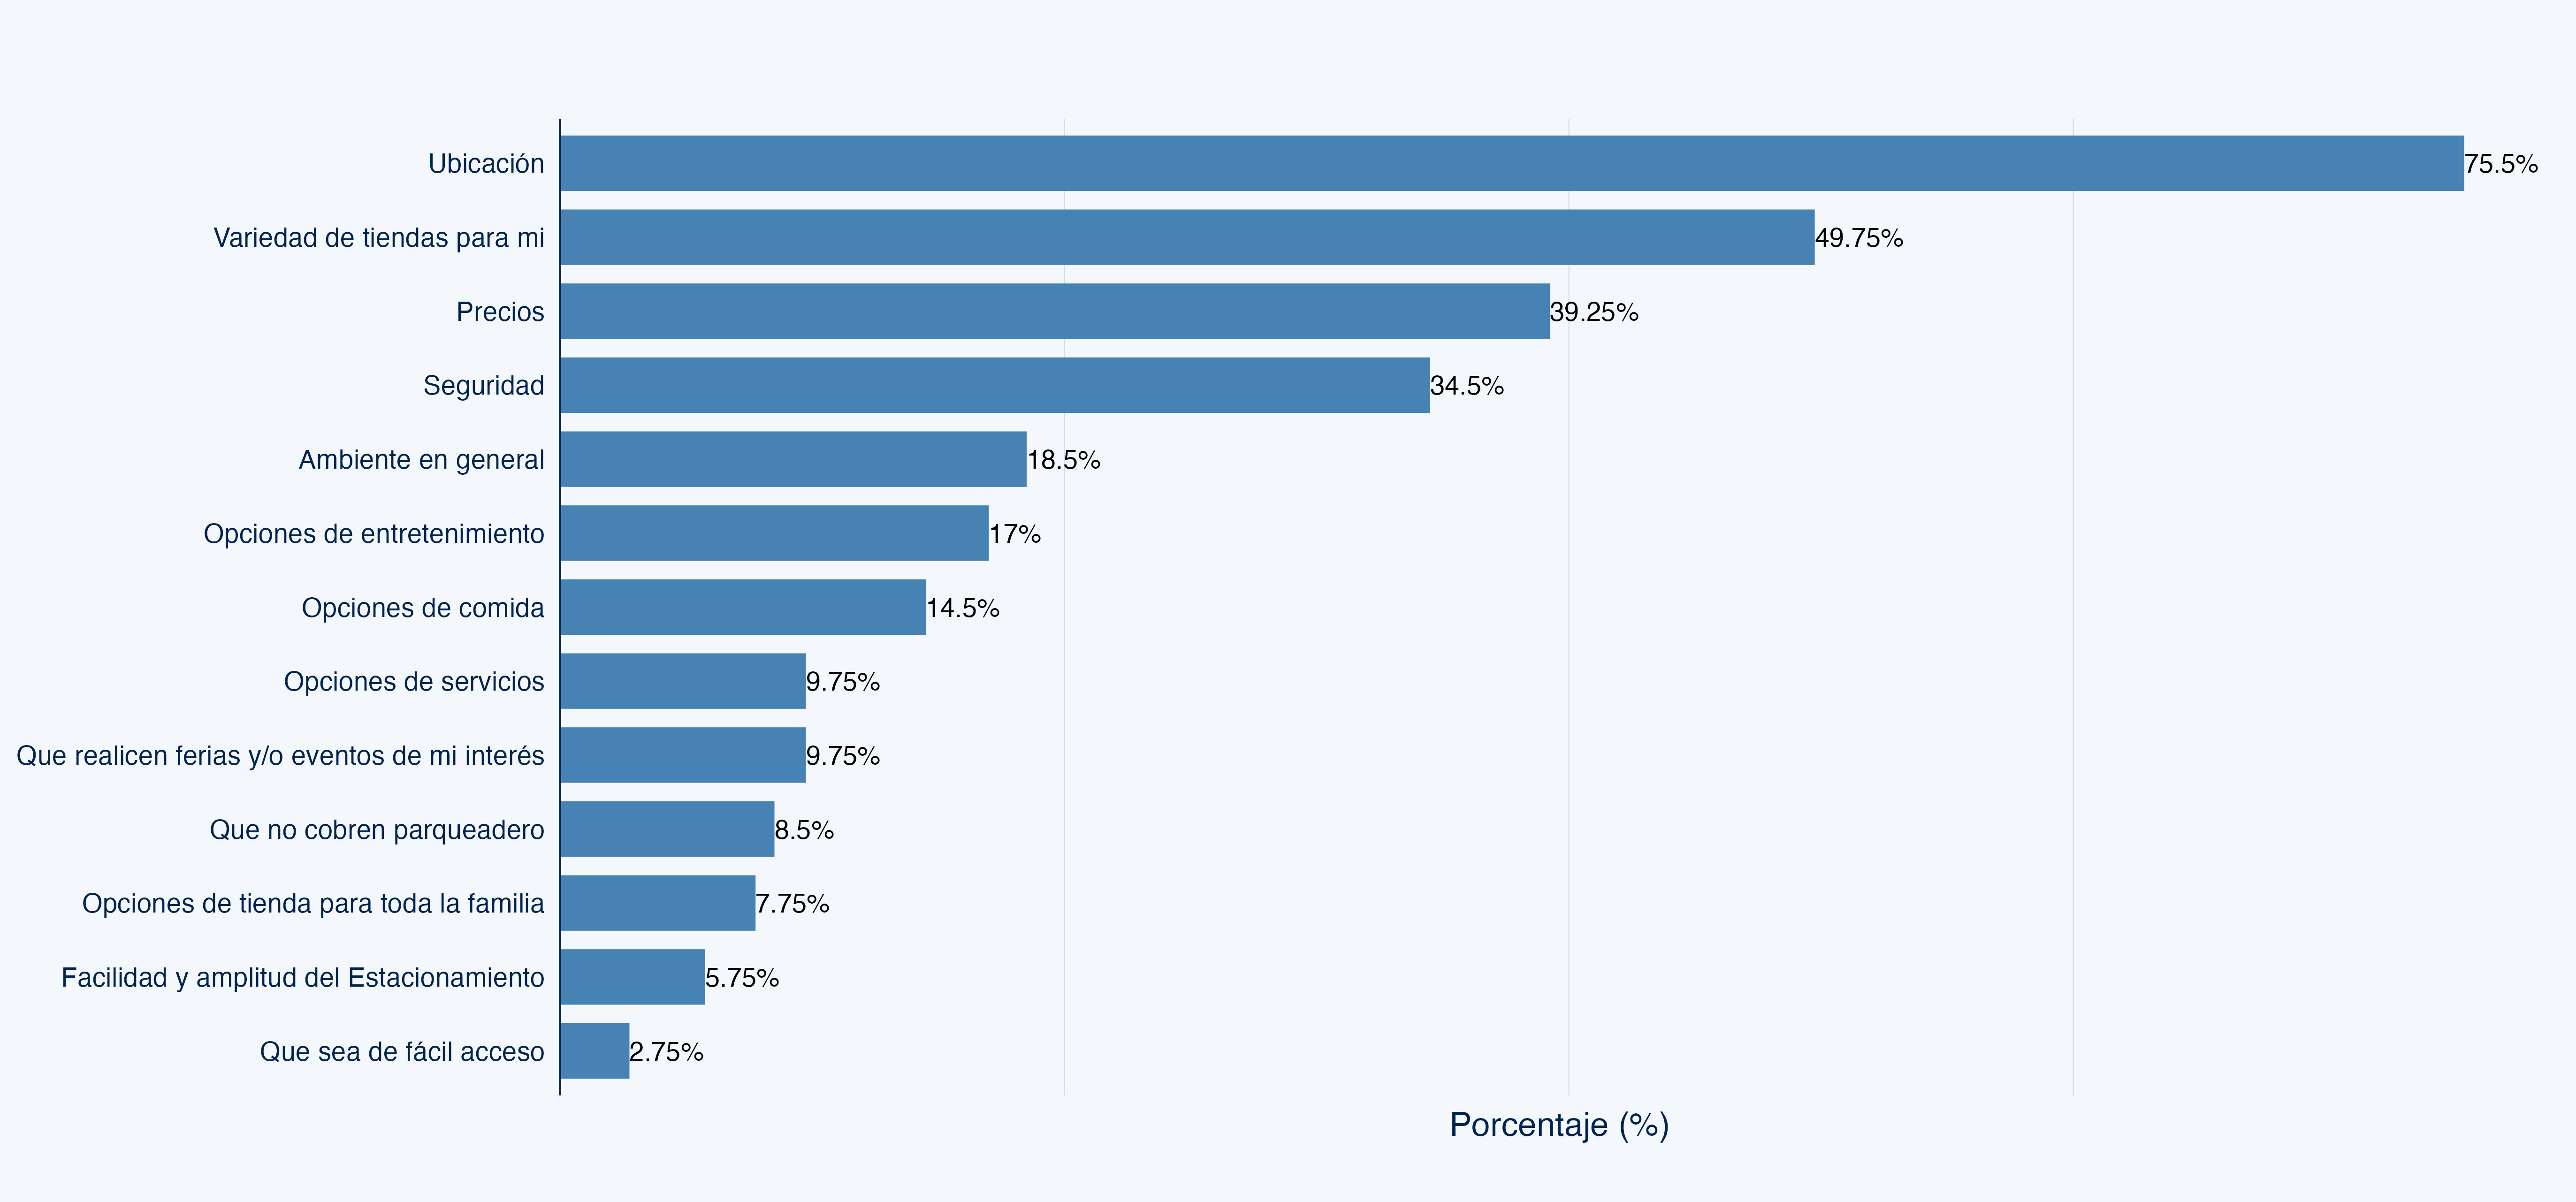 Ubicación 75.5%
Variedad de tiendas para mi 49.75%
Precios 39.25%
Seguridad 34.5%
Ambiente en general 18.5%
Opciones de entretenimiento 17%
Opciones de comida 14.5%
Opciones de servicios 9.75%
Que realicen ferias y/o eventos de mi interés 9.75%
Que no cobren parqueadero 8.5%
Opciones de tienda para toda la familia 7.75%
Facilidad y amplitud del Estacionamiento 5.75%
Que sea de fácil acceso 2.75%
Porcentaje (%)